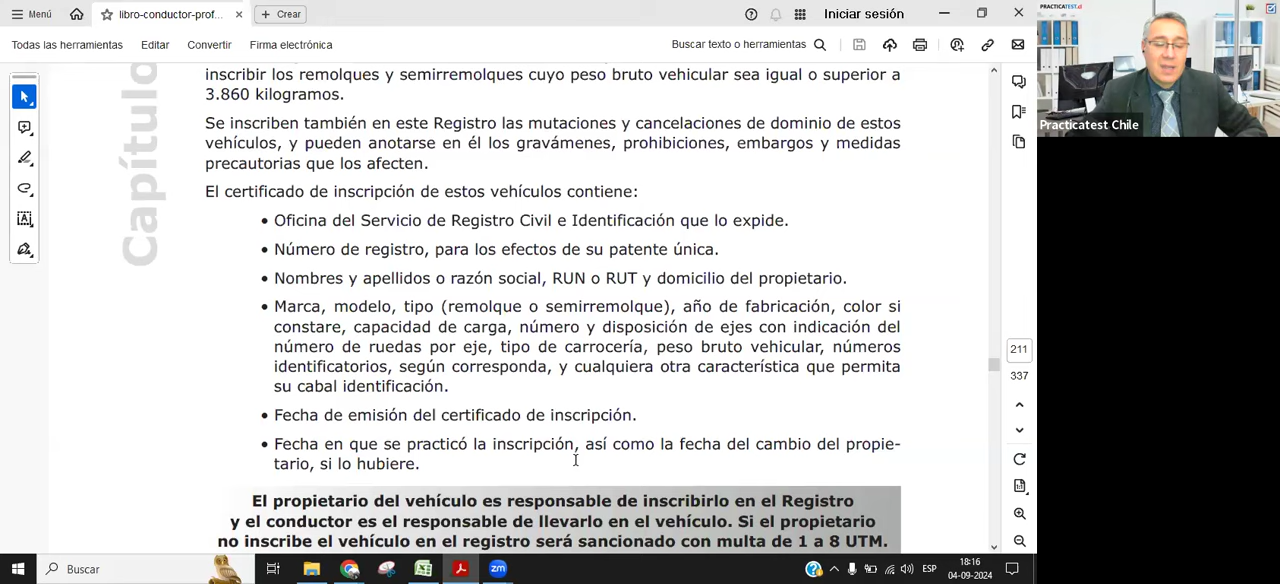 Menú
libro-conductor-prof...
Crear
Iniciar sesión
Todas las herramientas
Editar
Convertir
Firma electrónica
Buscar texto o herramientas
PRACTICATEST.cl
Practicatest Chile
Capítulo
inscribir los remolques y semirremolques cuyo peso bruto vehicular sea igual o superior a
3.860 kilogramos.
Se inscriben también en este Registro las mutaciones y cancelaciones de dominio de estos
vehículos, y pueden anotarse en él los gravámenes, prohibiciones, embargos y medidas
precautorias que los afecten.
El certificado de inscripción de estos vehículos contiene:
• Oficina del Servicio de Registro Civil e Identificación que lo expide.
• Número de registro, para los efectos de su patente única.
• Nombres y apellidos o razón social, RUN o RUT y domicilio del propietario.
• Marca, modelo, tipo (remolque o semirremolque), año de fabricación, color si
constare, capacidad de carga, número y disposición de ejes con indicación del
número de ruedas por eje, tipo de carrocería, peso bruto vehicular, números
identificatorios, según corresponda, y cualquiera otra característica que permita
su cabal identificación.
• Fecha de emisión del certificado de inscripción.
• Fecha en que se practicó la inscripción, así como la fecha del cambio del propie-
tario, si lo hubiere.
El propietario del vehículo es responsable de inscribirlo en el Registro
y el conductor es el responsable de llevarlo en el vehículo. Si el propietario
no inscribe el vehículo en el registro será sancionado con multa de 1 a 8 UTM.
211
337
Buscar
ESP
18:16
04-09-2024